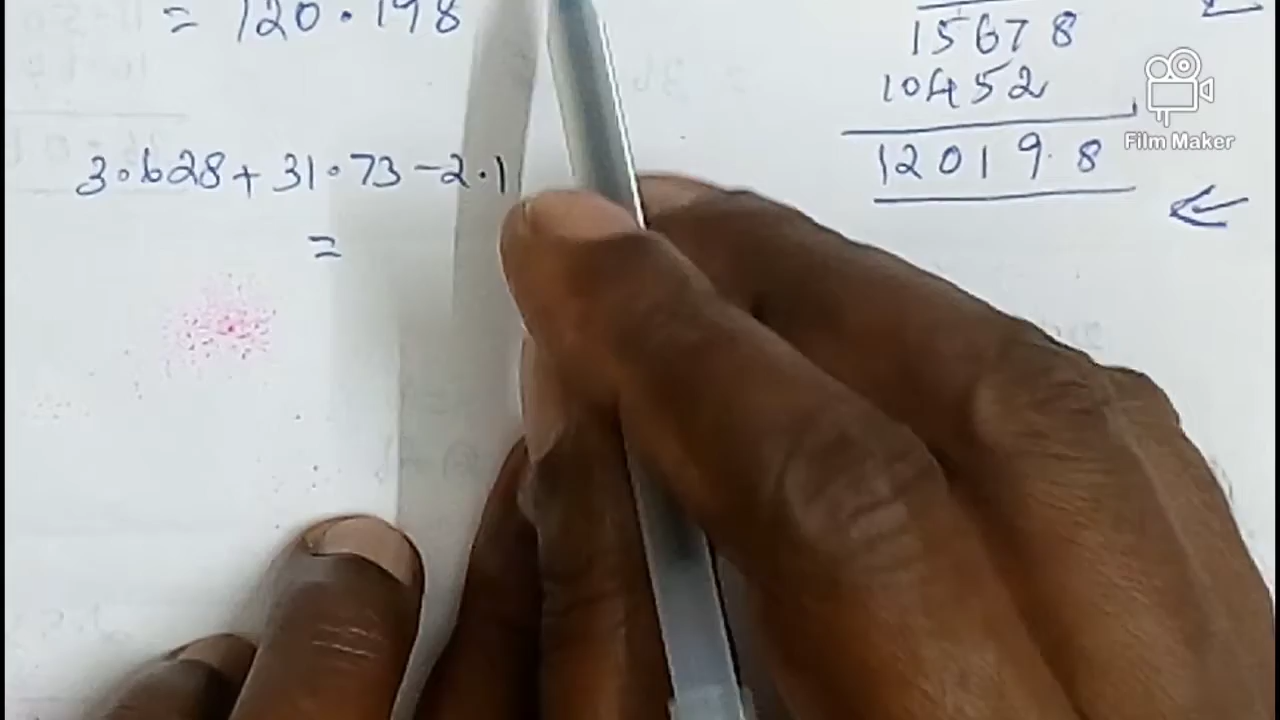 = 120.198
3.628 + 31.73 - 2.1
=
15678
10452
12019.8
Film Maker